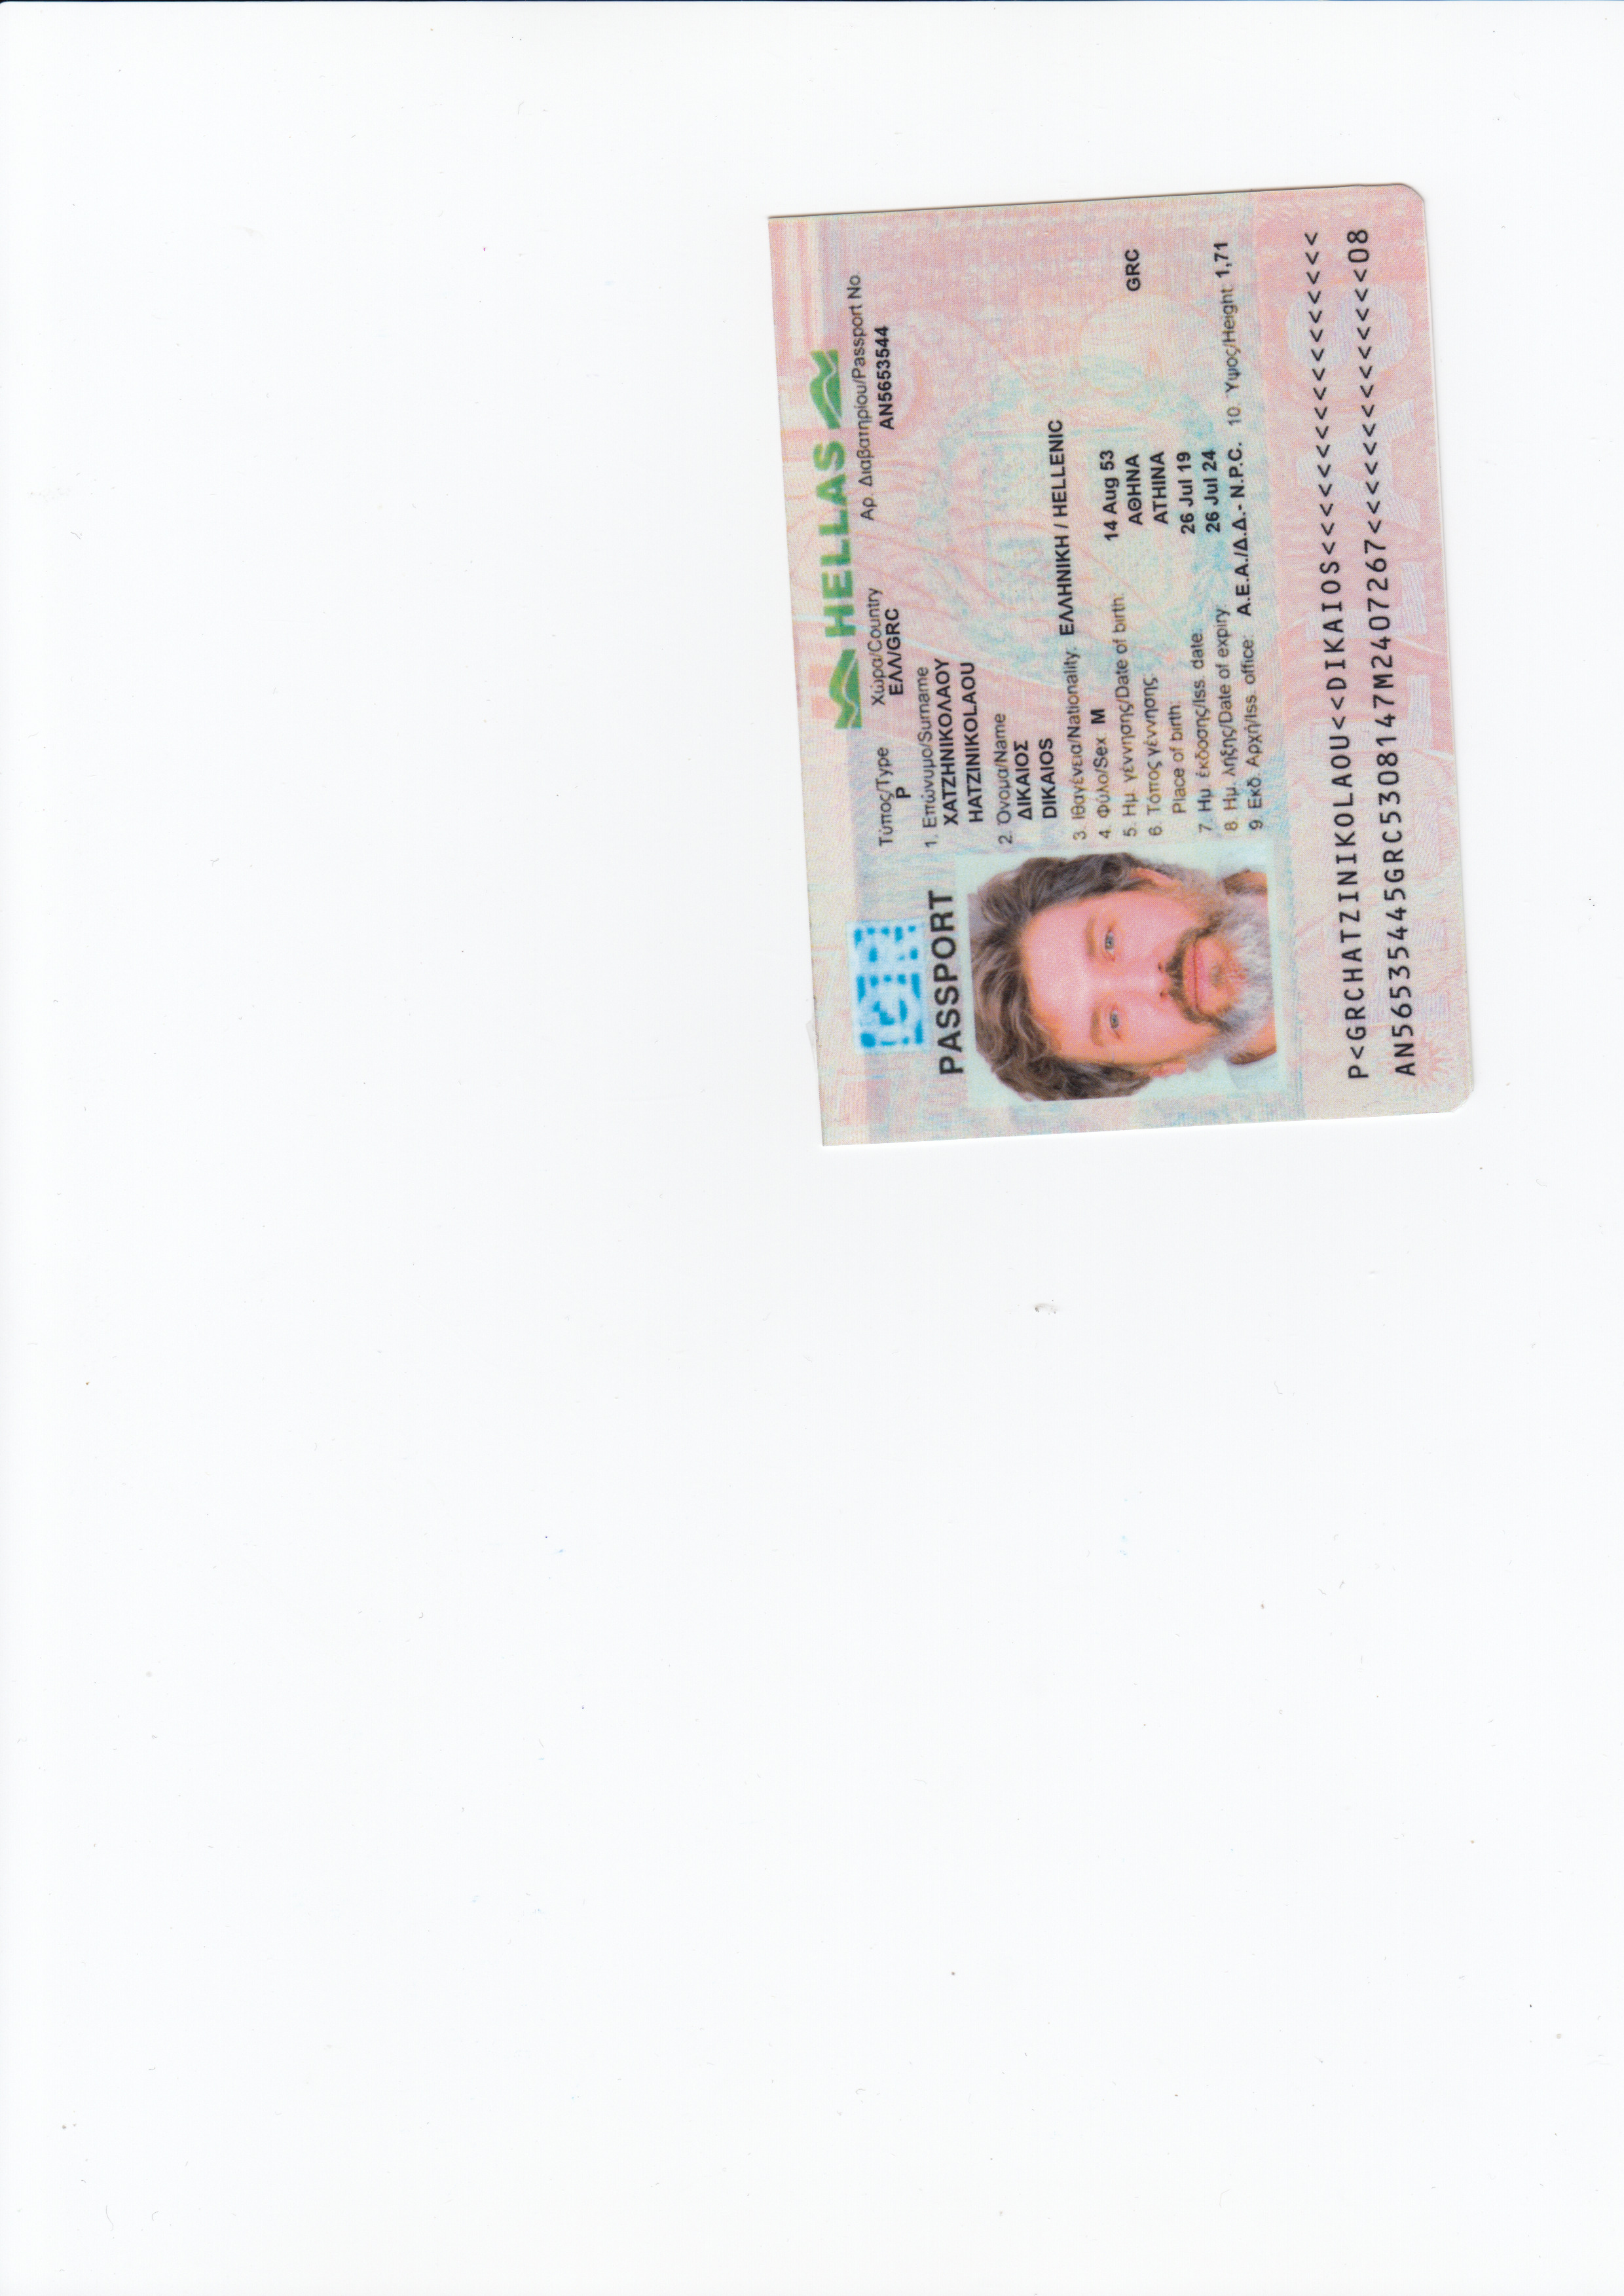 HELLAS
PASSPORT
Τύπος/Type Χώρα/Country Αρ. Διαβατηρίου/Passport No
P ΕΛΛ/GRC AN5653544
1. Επώνυμο/Surname
ΧΑΤΖΗΝΙΚΟΛΑΟΥ
HATZINIKOLAOU
2. Όνομα/Name
ΔΙΚΑΙΟΣ
DIKAIOS
3. Ιθαγένεια/Nationality: ΕΛΛΗΝΙΚΗ / HELLENIC
4. Φύλο/Sex M
5. Ημ. γέννησης/Date of birth: 14 Aug 53
6. Τόπος γέννησης: ΑΘΗΝΑ GRC
Place of birth: ATHINA
7. Ημ. έκδοσης/Iss. date: 26 Jul 19
8. Ημ. λήξης/Date of expiry 26 Jul 24
9. Εκδ. Αρχή/Iss. office: Α.Ε.Α./Δ.Δ.- N.P.C. 10. Ύψος/Height: 1,71
P<GRCHATZINIKOLAOU<<DIKAIOS<<<<<<<<<<<<<<<<<
AN56535445GRC5308147M2407267<<<<<<<<<<<<<<08